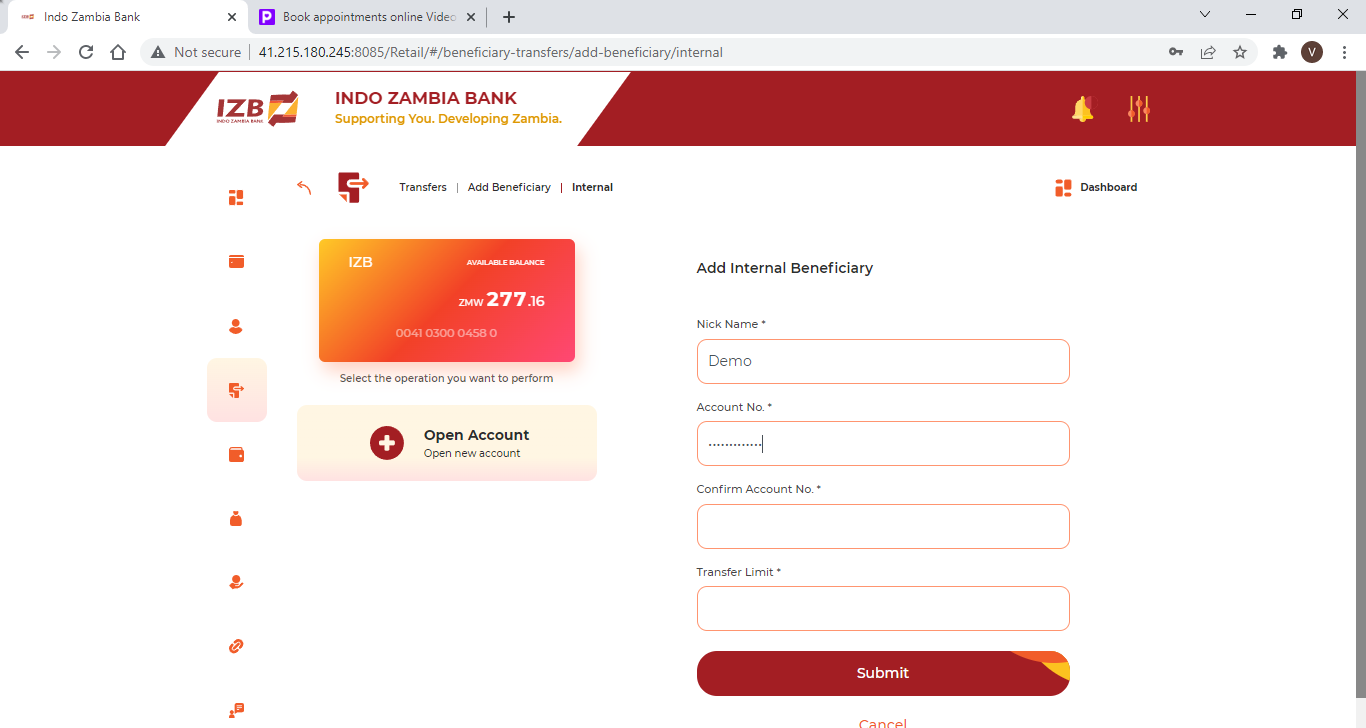 Indo Zambia Bank
Book appointments online Video
Not secure
41.215.180.245:8085/Retail/#/beneficiary-transfers/add-beneficiary/internal
V
IZB
INDO ZAMBIA BANK
INDO ZAMBIA BANK
Supporting You. Developing Zambia.
Transfers | Add Beneficiary | Internal
Dashboard
IZB
AVAILABLE BALANCE
ZMW 277.16
0041 0300 0458 0
Select the operation you want to perform
Open Account
Open new account
Add Internal Beneficiary
Nick Name *
Demo
Account No. *
•••••••••••••
Confirm Account No. *
Transfer Limit *
Submit
Cancel